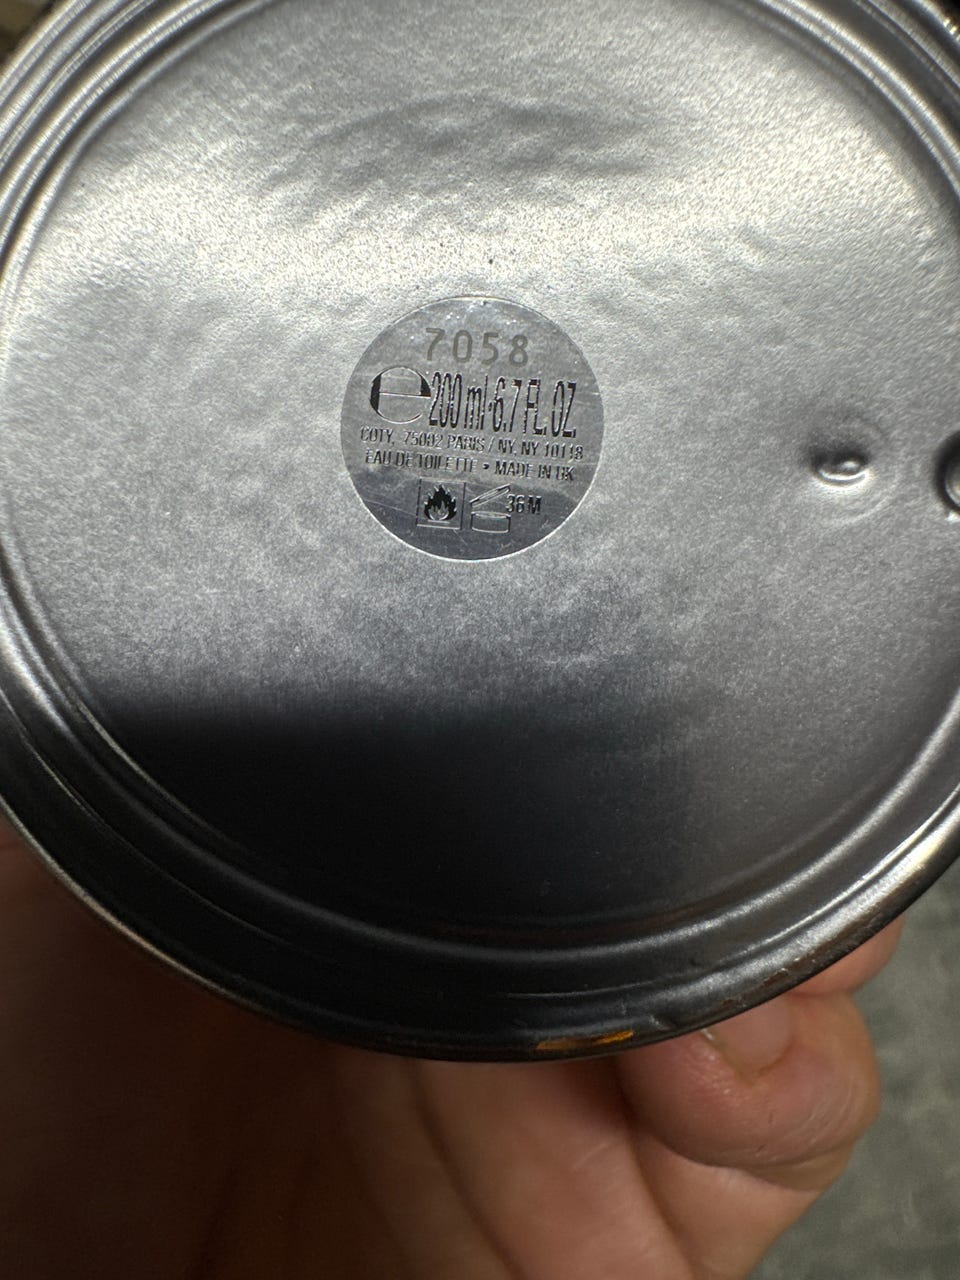 7058
e 200 ml·6.7 FL.OZ.
COTY, 75002 PARIS / NY, NY 10118
EAU DE TOILETTE • MADE IN UK
36 M